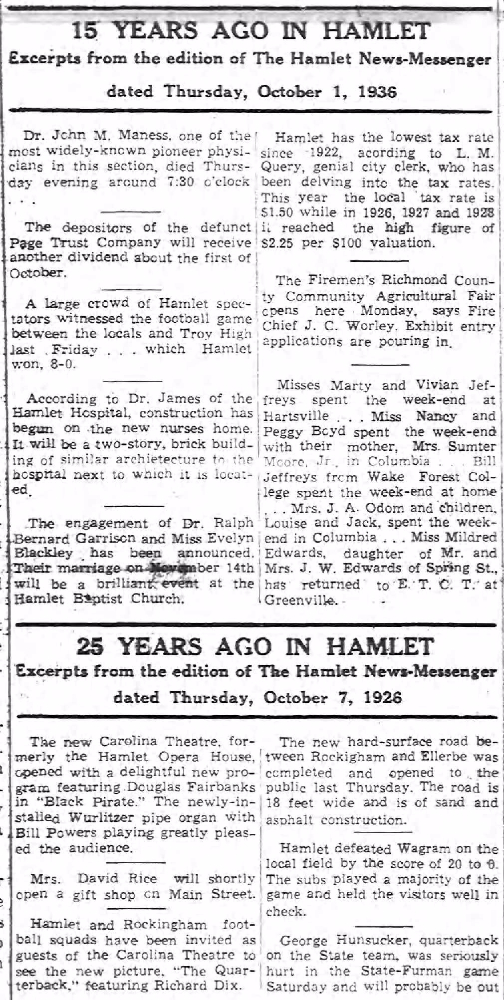 15 YEARS AGO IN HAMLET
Excerpts from the edition of The Hamlet News-Messenger
dated Thursday, October 1, 1936
Dr. John M. Maness, one of the
most widely-known pioneer physi-
cians in this section, died Thurs-
day evening around 7:30 o'clock
. . .
The depositors of the defunct
Page Trust Company will receive
another dividend about the first of
October.
A large crowd of Hamlet spec-
tators witnessed the football game
between the locals and Troy High
last Friday . . . which Hamlet
won, 8-0.
According to Dr. James of the
Hamlet Hospital, construction has
begun on the new nurses home.
It will be a two-story, brick build-
ing of similar archietecture to the
hospital next to which it is locat-
ed.
The engagement of Dr. Ralph
Bernard Garrison and Miss Evelyn
Blackley has been announced.
Their marriage on November 14th
will be a brilliant event at the
Hamlet Baptist Church.
Hamlet has the lowest tax rate
since 1922, acording to L. M.
Query, genial city clerk, who has
been delving into the tax rates.
This year the local tax rate is
$1.50 while in 1926, 1927 and 1928
it reached the high figure of
$2.25 per $100 valuation.
The Firemen's Richmond Coun-
ty Community Agricultural Fair
opens here Monday, says Fire
Chief J. C. Worley. Exhibit entry
applications are pouring in.
Misses Marty and Vivian Jef-
freys spent the week-end at
Hartsville . . . Miss Nancy and
Peggy Boyd spent the week-end
with their mother, Mrs. Sumter
Moore, Jr., in Columbia . . . Bill
Jeffreys from Wake Forest Col-
lege spent the week-end at home
. . . Mrs. J. A. Odom and children,
Louise and Jack, spent the week-
end in Columbia . . . Miss Mildred
Edwards, daughter of Mr. and
Mrs. J. W. Edwards of Spring St.,
has returned to E. T. C. T. at
Greenville.
25 YEARS AGO IN HAMLET
Excerpts from the edition of The Hamlet News-Messenger
dated Thursday, October 7, 1926
The new Carolina Theatre, for-
merly the Hamlet Opera House,
opened with a delightful new pro-
gram featuring Douglas Fairbanks
in "Black Pirate." The newly-in-
stalled Wurlitzer pipe organ with
Bill Powers playing greatly pleas-
ed the audience.
Mrs. David Rice will shortly
open a gift shop on Main Street.
Hamlet and Rockingham foot-
ball squads have been invited as
guests of the Carolina Theatre to
see the new picture, "The Quar-
terback," featuring Richard Dix.
The new hard-surface road be-
tween Rockigham and Ellerbe was
completed and opened to the
public last Thursday. The road is
18 feet wide and is of sand and
asphalt construction.
Hamlet defeated Wagram on the
local field by the score of 20 to 0.
The subs played a majority of the
game and held the visitors well in
check.
George Hunsucker, quarterback
on the State team, was seriously
hurt in the State-Furman game
Saturday and will probably be out